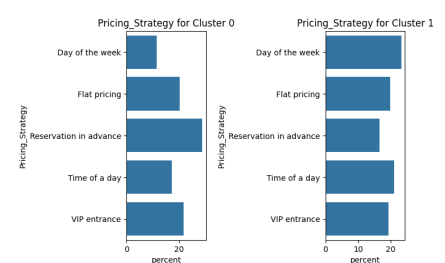 Pricing_Strategy for Cluster 0
Pricing_Strategy
Day of the week
Flat pricing
Reservation in advance
Time of a day
VIP entrance
0 20
percent
Pricing_Strategy for Cluster 1
Pricing_Strategy
Day of the week
Flat pricing
Reservation in advance
Time of a day
VIP entrance
0 10 20
percent